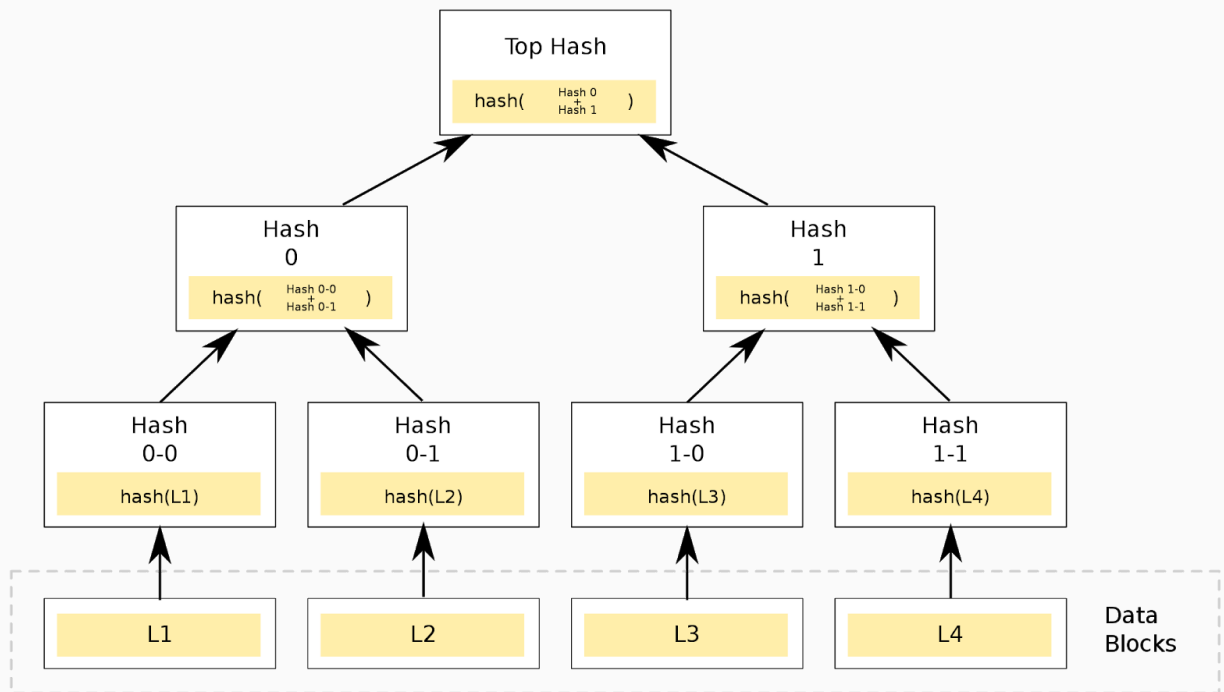 Top Hash
hash( Hash 0 + Hash 1 )
Hash
0
hash( Hash 0-0 + Hash 0-1 )
Hash
1
hash( Hash 1-0 + Hash 1-1 )
Hash
0-0
hash(L1)
Hash
0-1
hash(L2)
Hash
1-0
hash(L3)
Hash
1-1
hash(L4)
L1
L2
L3
L4
Data
Blocks